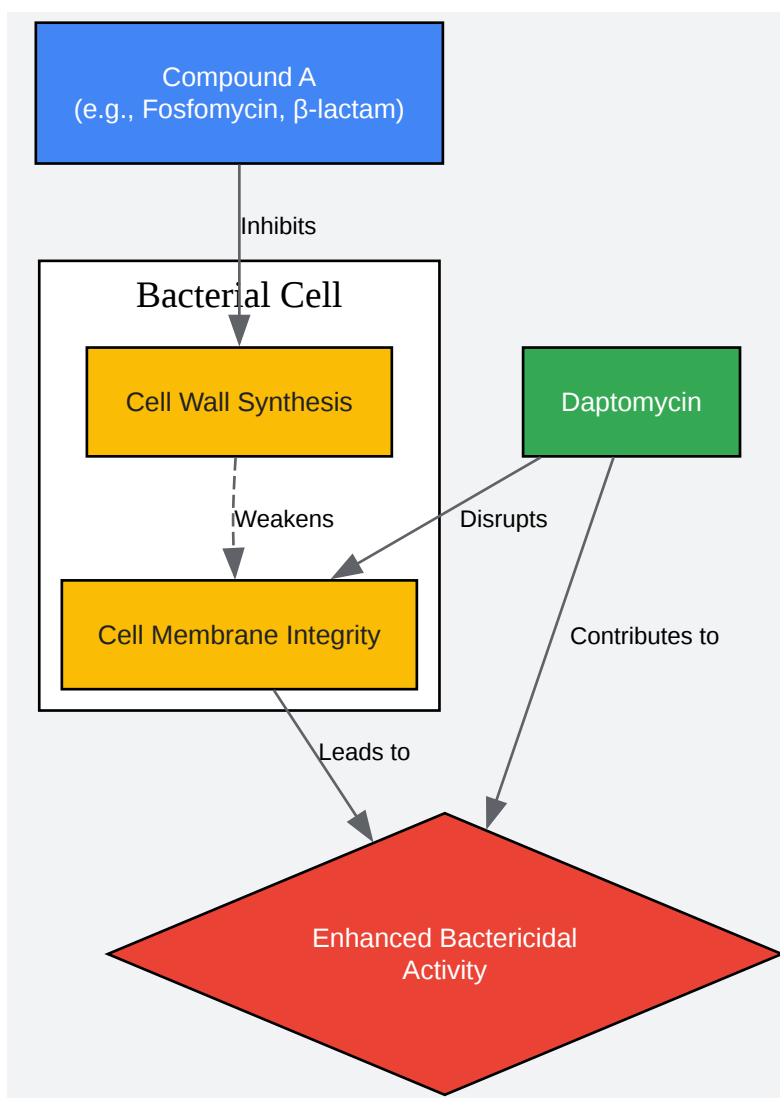 Compound A
(e.g., Fosfomycin, β-lactam)
Inhibits
Bacterial Cell
Cell Wall Synthesis
Daptomycin
Weakens
Disrupts
Cell Membrane Integrity
Contributes to
Leads to
Enhanced Bactericidal
Activity